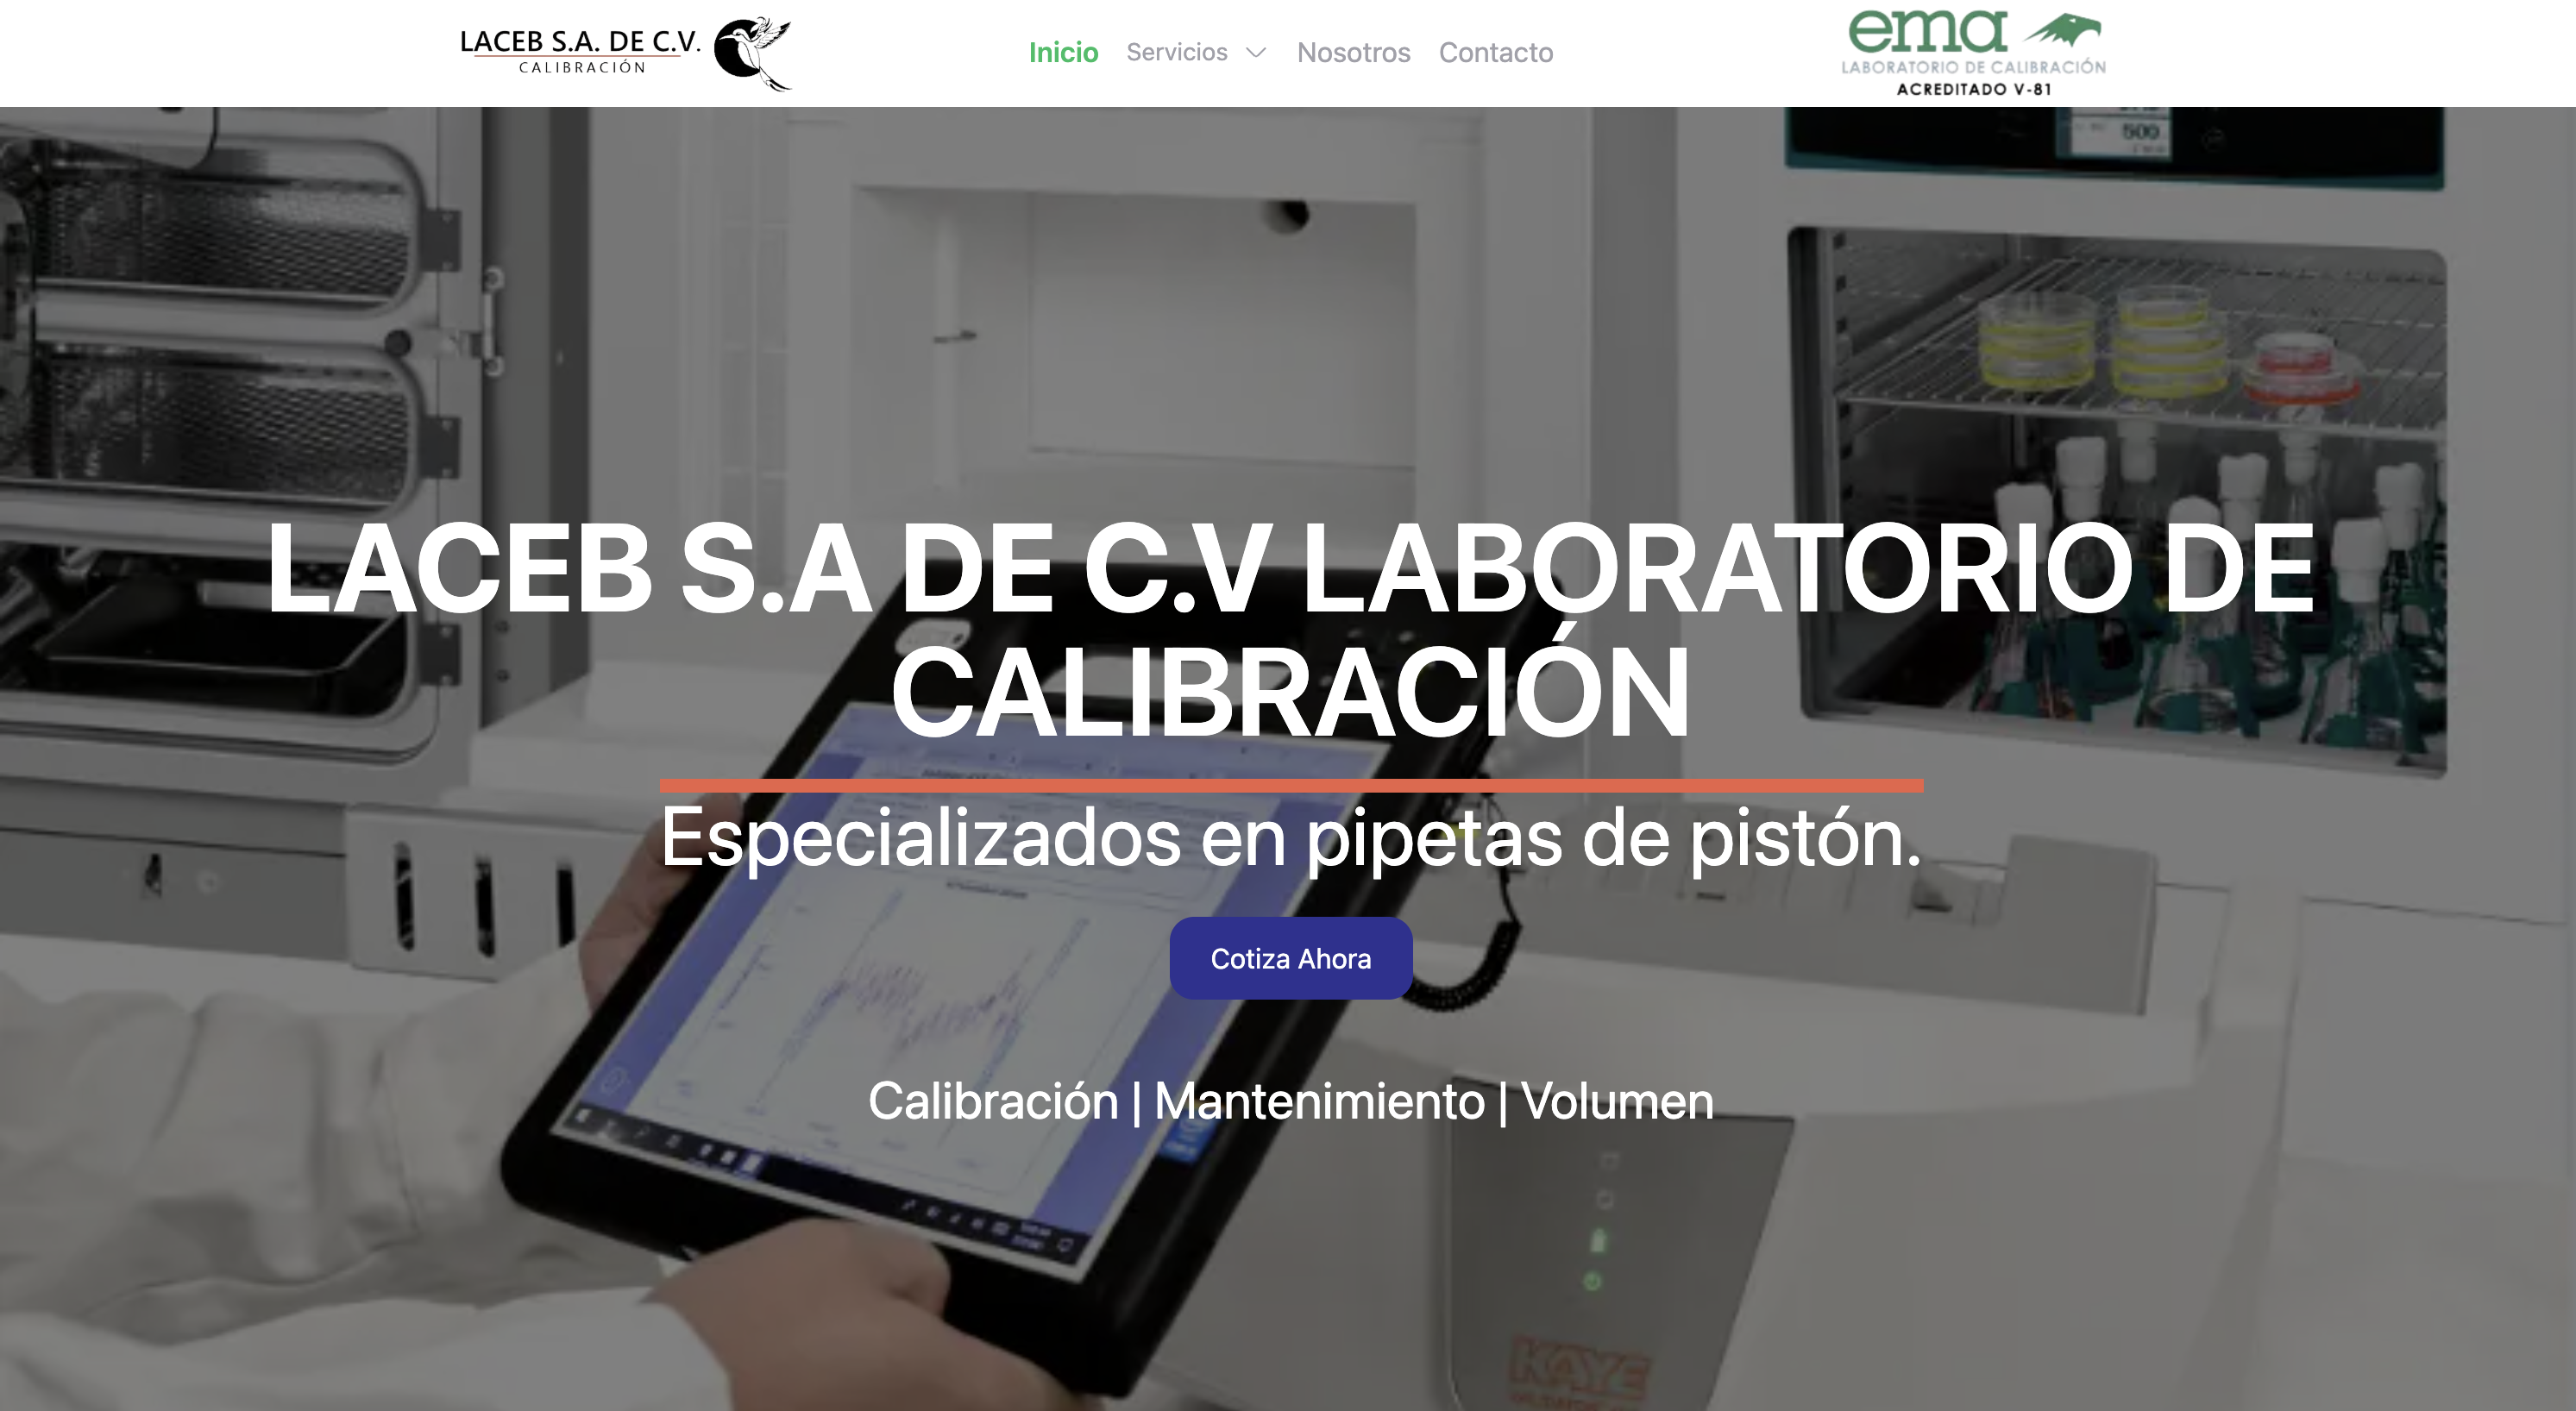 LACEB S.A. DE C.V.
CALIBRACIÓN
Inicio Servicios Nosotros Contacto
ema
LABORATORIO DE CALIBRACIÓN
ACREDITADO V-81
500
LACEB S.A DE C.V LABORATORIO DE
CALIBRACIÓN
Especializados en pipetas de pistón.
Cotiza Ahora
Calibración | Mantenimiento | Volumen
KAYE